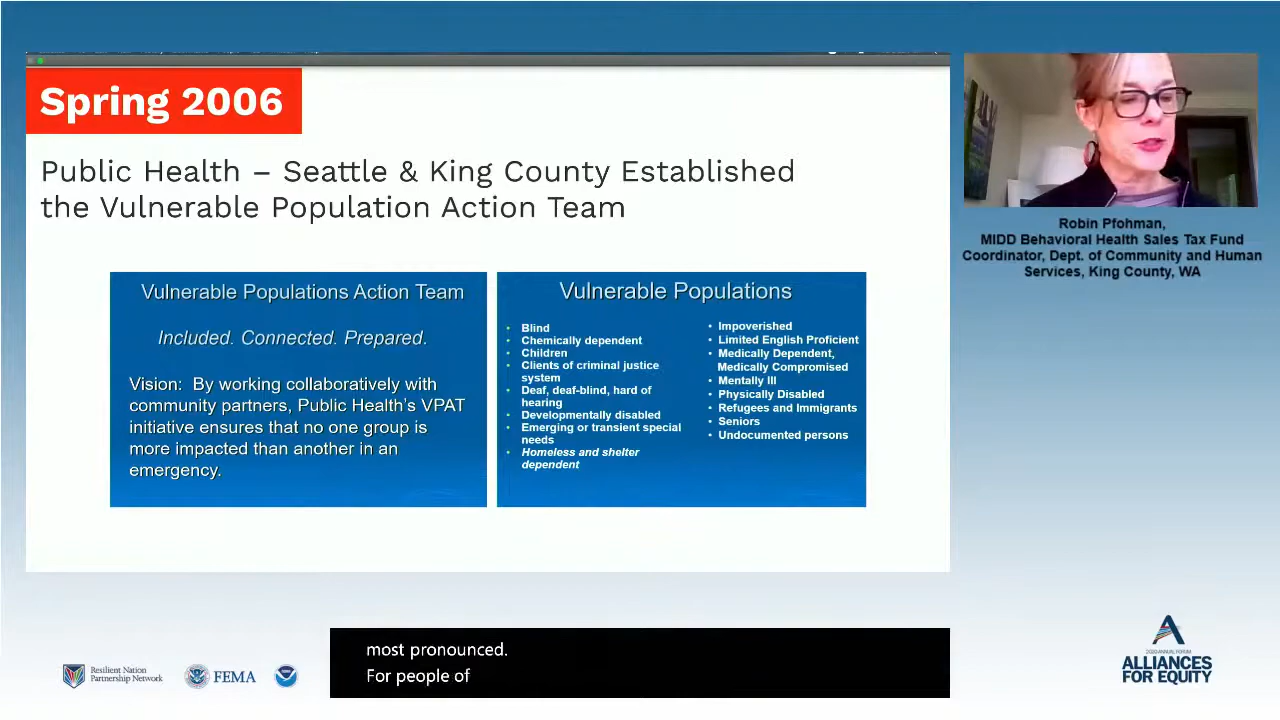 Spring 2006
Public Health – Seattle & King County Established
the Vulnerable Population Action Team
Vulnerable Populations Action Team
Included. Connected. Prepared.
Vision: By working collaboratively with
community partners, Public Health's VPAT
initiative ensures that no one group is
more impacted than another in an
emergency.
Vulnerable Populations
• Blind
• Chemically dependent
• Children
• Clients of criminal justice
system
• Deaf, deaf-blind, hard of
hearing
• Developmentally disabled
• Emerging or transient special
needs
• Homeless and shelter
dependent
• Impoverished
• Limited English Proficient
• Medically Dependent,
Medically Compromised
• Mentally Ill
• Physically Disabled
• Refugees and Immigrants
• Seniors
• Undocumented persons
Robin Pfohman,
MIDD Behavioral Health Sales Tax Fund
Coordinator, Dept. of Community and Human
Services, King County, WA
most pronounced.
For people of
Resilient Nation
Partnership Network
FEMA
2020 ANNUAL FORUM
ALLIANCES
FOR EQUITY